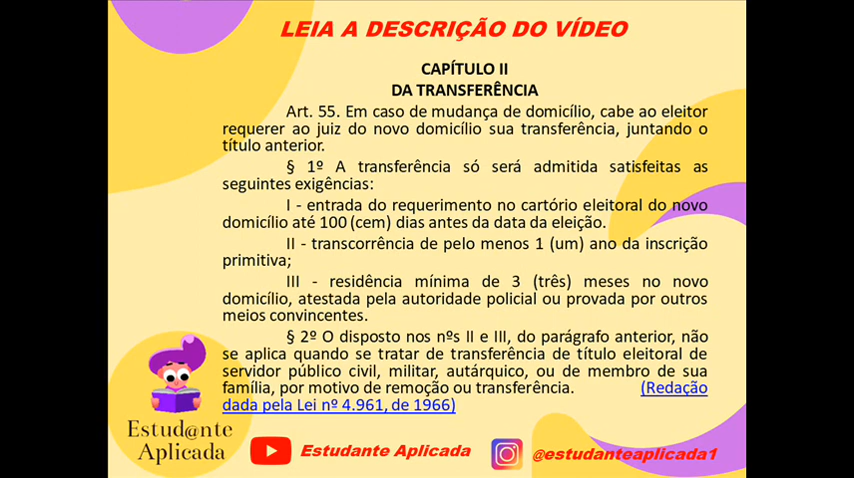 LEIA A DESCRIÇÃO DO VÍDEO
CAPÍTULO II
DA TRANSFERÊNCIA
Art. 55. Em caso de mudança de domicílio, cabe ao eleitor
requerer ao juiz do novo domicílio sua transferência, juntando o
título anterior.
§ 1º A transferência só será admitida satisfeitas as
seguintes exigências:
I - entrada do requerimento no cartório eleitoral do novo
domicílio até 100 (cem) dias antes da data da eleição.
II - transcorrência de pelo menos 1 (um) ano da inscrição
primitiva;
III - residência mínima de 3 (três) meses no novo
domicílio, atestada pela autoridade policial ou provada por outros
meios convincentes.
§ 2º O disposto nos nºs II e III, do parágrafo anterior, não
se aplica quando se tratar de transferência de título eleitoral de
servidor público civil, militar, autárquico, ou de membro de sua
família, por motivo de remoção ou transferência. (Redação
dada pela Lei nº 4.961, de 1966)
Estud@nte
Aplicada
Estudante Aplicada
@estudanteaplicada1